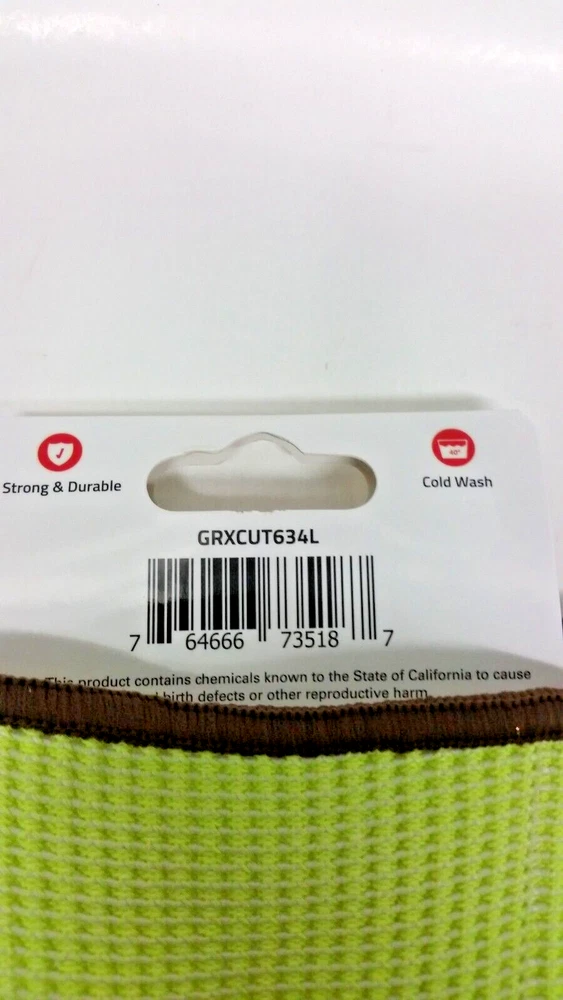 Strong & Durable
40°
Cold Wash
GRXCUT634L
7 64666 73518 7
This product contains chemicals known to the State of California to cause
birth defects or other reproductive harm.